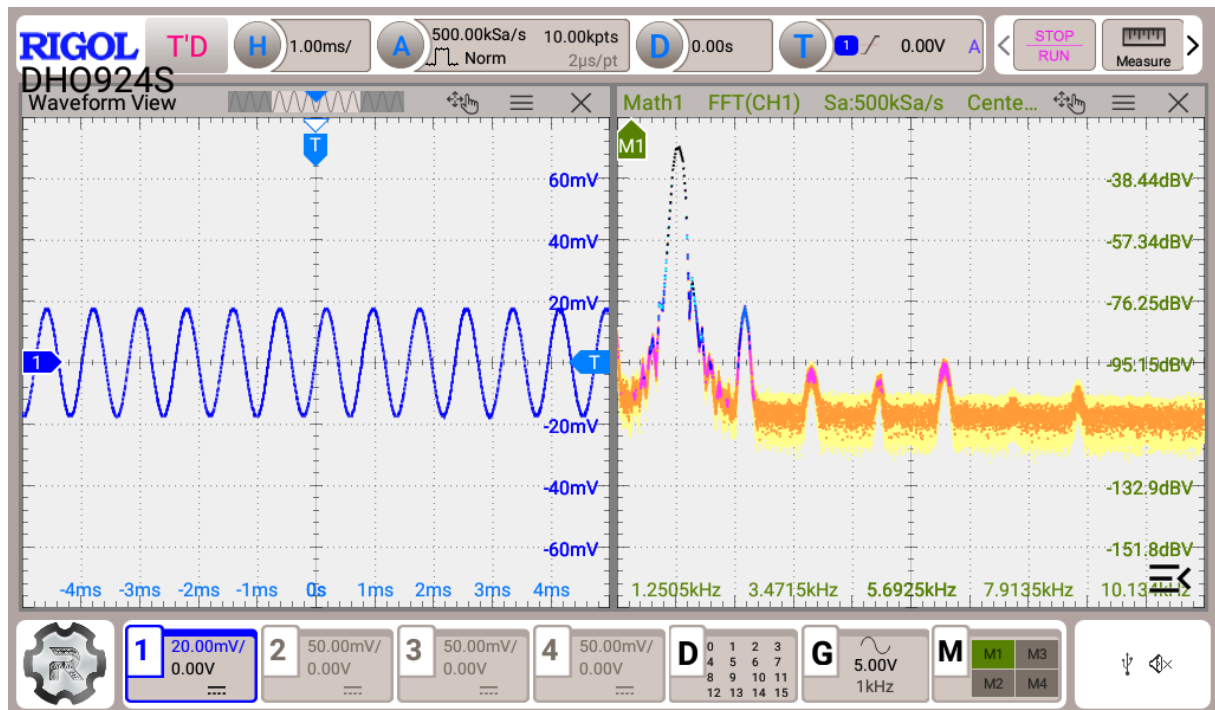 RIGOL T'D H 1.00ms/ A 500.00kSa/s 10.00kpts Norm 2µs/pt D 0.00s T 1 0.00V A STOP RUN Measure
DHO924S
Waveform View
Math1 FFT(CH1) Sa:500kSa/s Cente...
T
M1
60mV
40mV
20mV
1
T
-20mV
-40mV
-60mV
-4ms -3ms -2ms -1ms 0s 1ms 2ms 3ms 4ms
-38.44dBV
-57.34dBV
-76.25dBV
-95.15dBV
-132.9dBV
-151.8dBV
1.2505kHz 3.4715kHz 5.6925kHz 7.9135kHz 10.13
1 20.00mV/ 0.00V
2 50.00mV/ 0.00V
3 50.00mV/ 0.00V
4 50.00mV/ 0.00V
D
0 1 2 3
4 5 6 7
8 9 10 11
12 13 14 15
G 5.00V 1kHz
M M1 M3 M2 M4